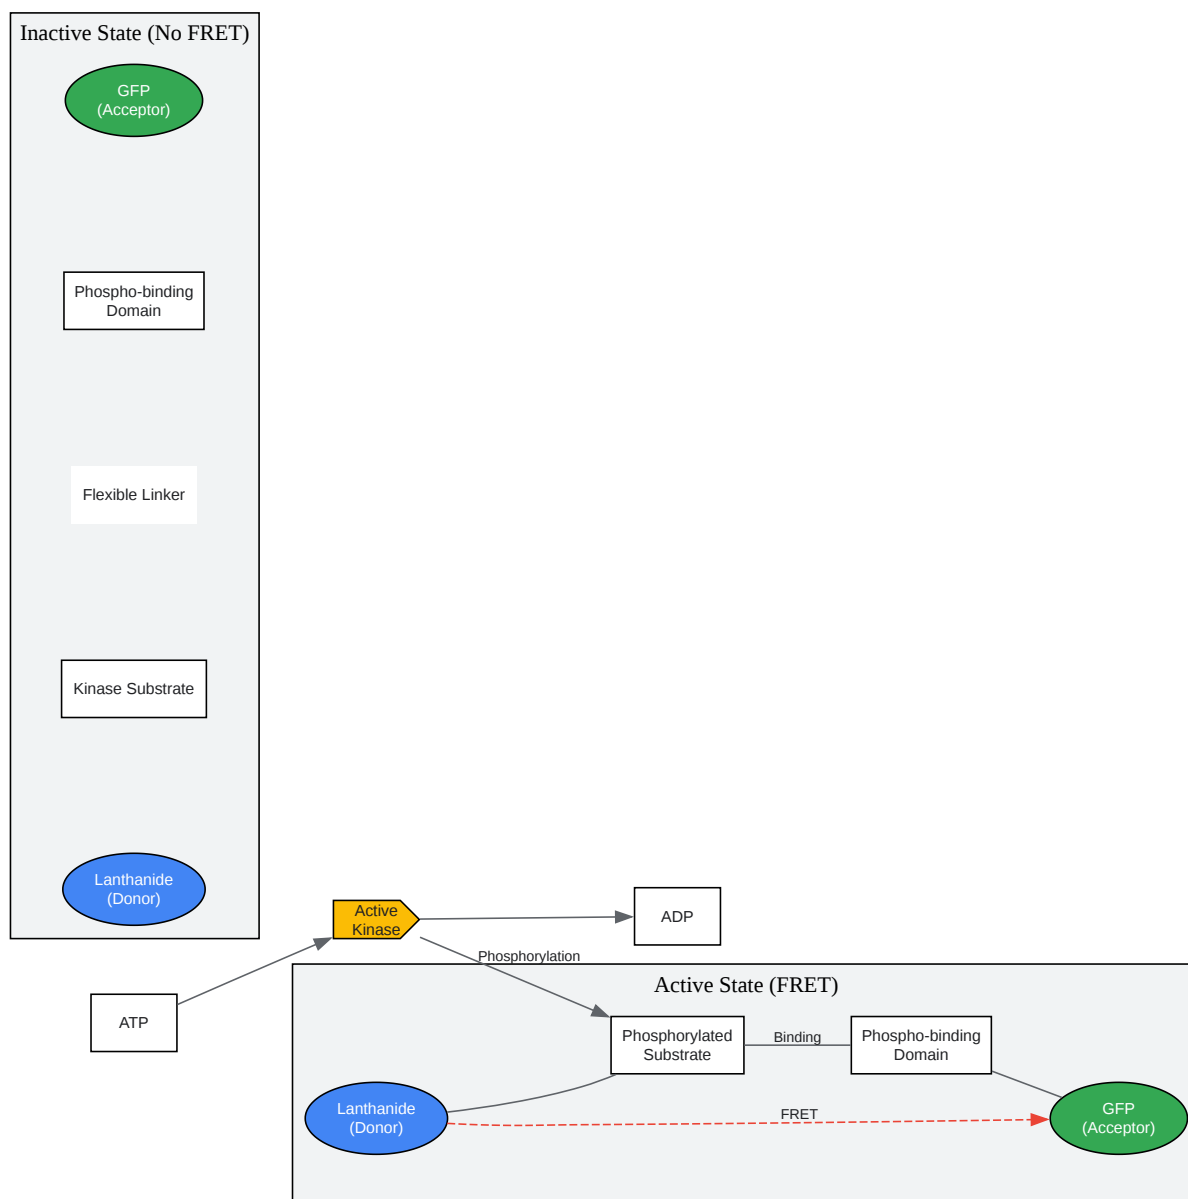 Inactive State (No FRET)
GFP
(Acceptor)
Phospho-binding
Domain
Flexible Linker
Kinase Substrate
Lanthanide
(Donor)
Active
Kinase
ADP
Phosphorylation
ATP
Active State (FRET)
Phosphorylated
Substrate
Binding
Phospho-binding
Domain
Lanthanide
(Donor)
FRET
GFP
(Acceptor)